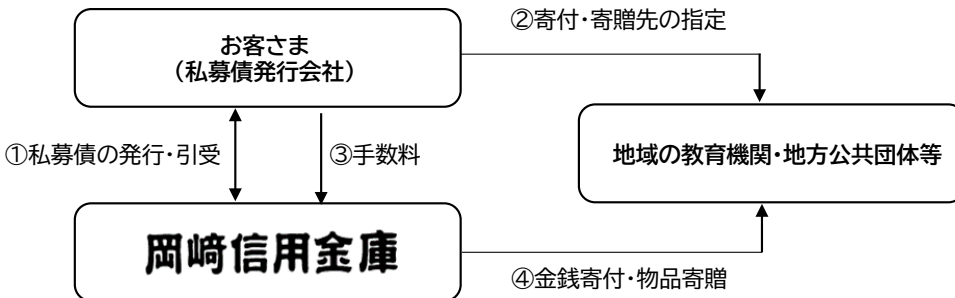 ②寄付・寄贈先の指定
お客さま
（私募債発行会社）
①私募債の発行・引受
③手数料
地域の教育機関・地方公共団体等
岡崎信用金庫
④金銭寄付・物品寄贈